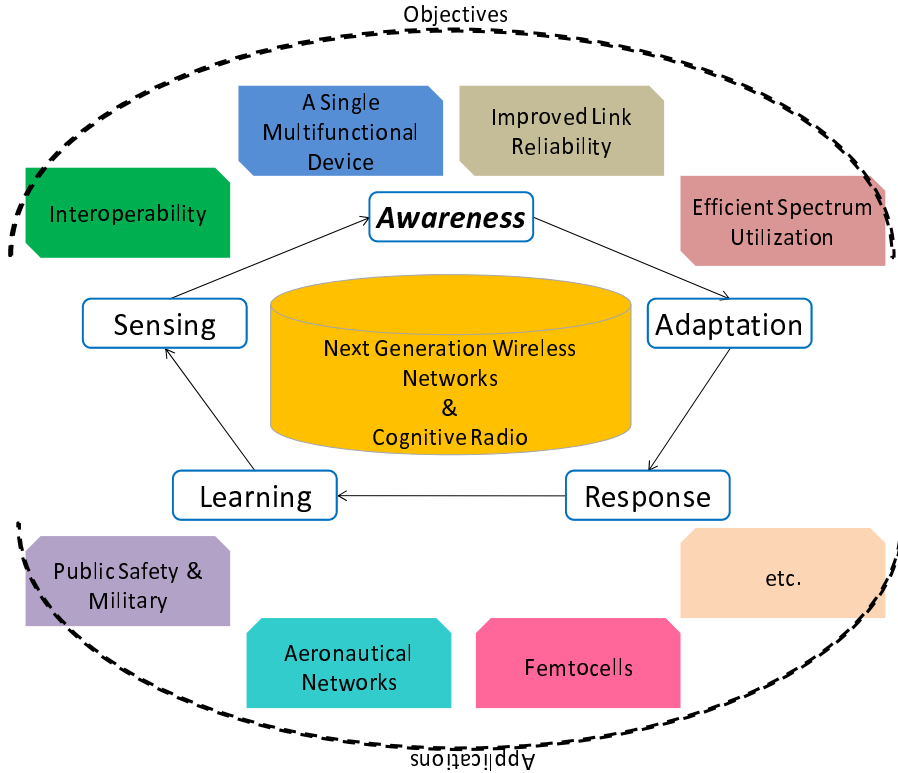 Objectives
A Single
Multifunctional
Device
Improved Link
Reliability
Interoperability
Efficient Spectrum
Utilization
Awareness
Sensing
Adaptation
Next Generation Wireless
Networks
&
Cognitive Radio
Learning
Response
Public Safety &
Military
etc.
Aeronautical
Networks
Femtocells
Applications